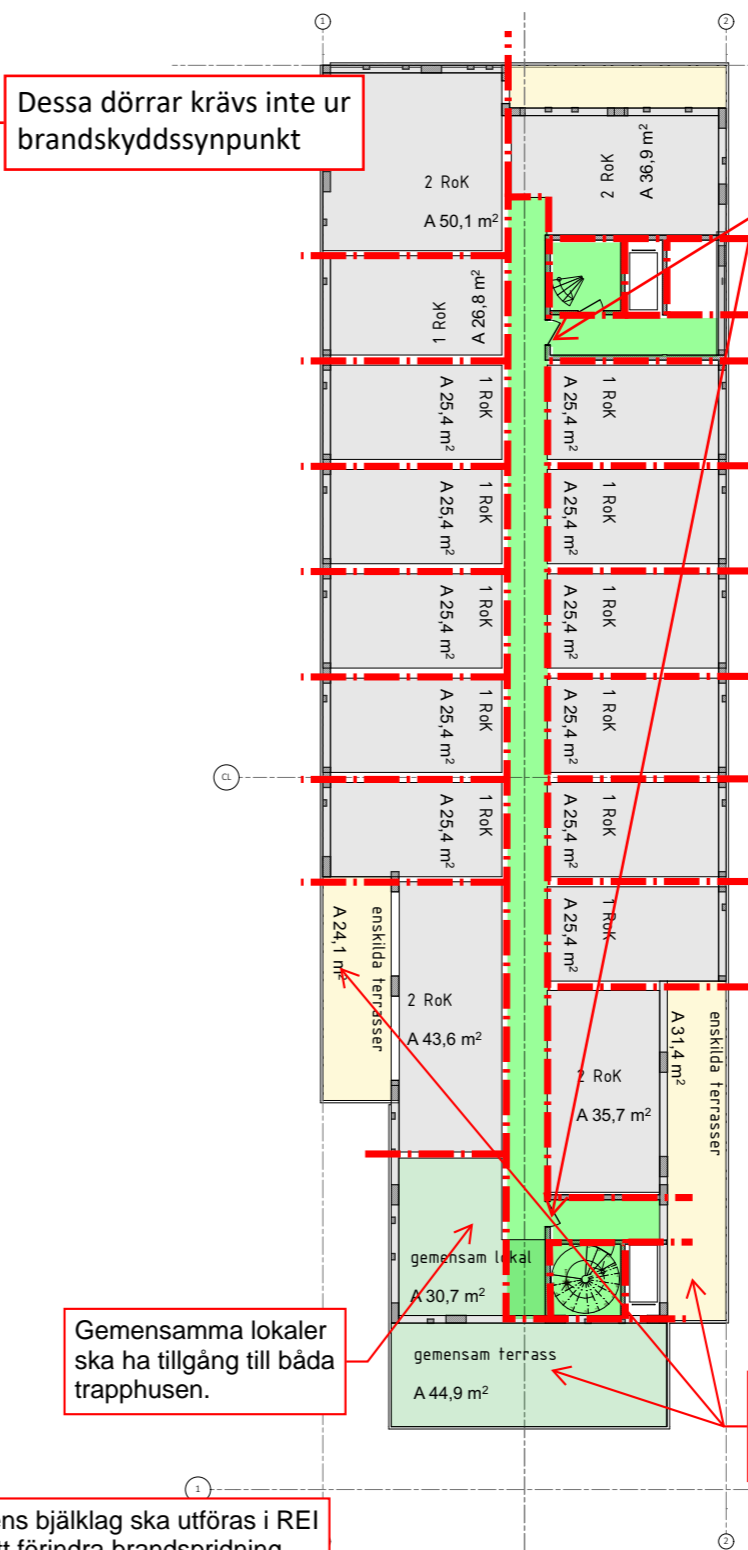 1
2
Dessa dörrar krävs inte ur
brandskyddssynpunkt
2 RoK
A 50,1 m²
2 RoK
A 36,9 m²
1 RoK
A 26,8 m²
1 RoK
A 25,4 m²
1 RoK
A 25,4 m²
1 RoK
A 25,4 m²
1 RoK
A 25,4 m²
1 RoK
A 25,4 m²
1 RoK
A 25,4 m²
1 RoK
A 25,4 m²
1 RoK
A 25,4 m²
CL
1 RoK
A 25,4 m²
1 RoK
A 25,4 m²
1 RoK
A 25,4 m²
enskilda terrasser
A 24,1 m²
2 RoK
A 43,6 m²
2 RoK
A 35,7 m²
enskilda terrasser
A 31,4 m²
gemensam lokal
A 30,7 m²
Gemensamma lokaler
ska ha tillgång till båda
trapphusen.
gemensam terrass
A 44,9 m²
1
ens bjälklag ska utföras i REI
tt förindra brandspridning
2